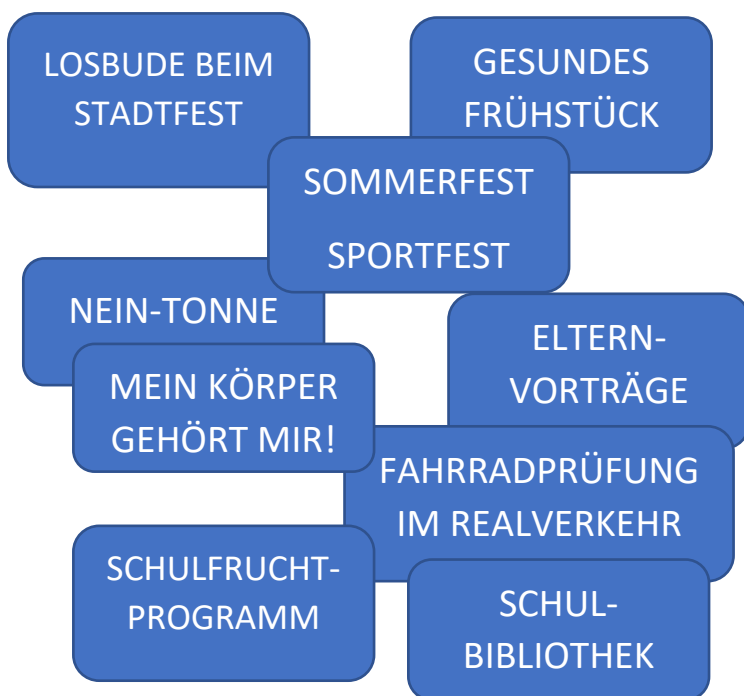 LOSBUDE BEIM
STADTFEST
GESUNDES
FRÜHSTÜCK
SOMMERFEST
SPORTFEST
NEIN-TONNE
ELTERN-
VORTRÄGE
MEIN KÖRPER
GEHÖRT MIR!
FAHRRADPRÜFUNG
IM REALVERKEHR
SCHULFRUCHT-
PROGRAMM
SCHUL-
BIBLIOTHEK